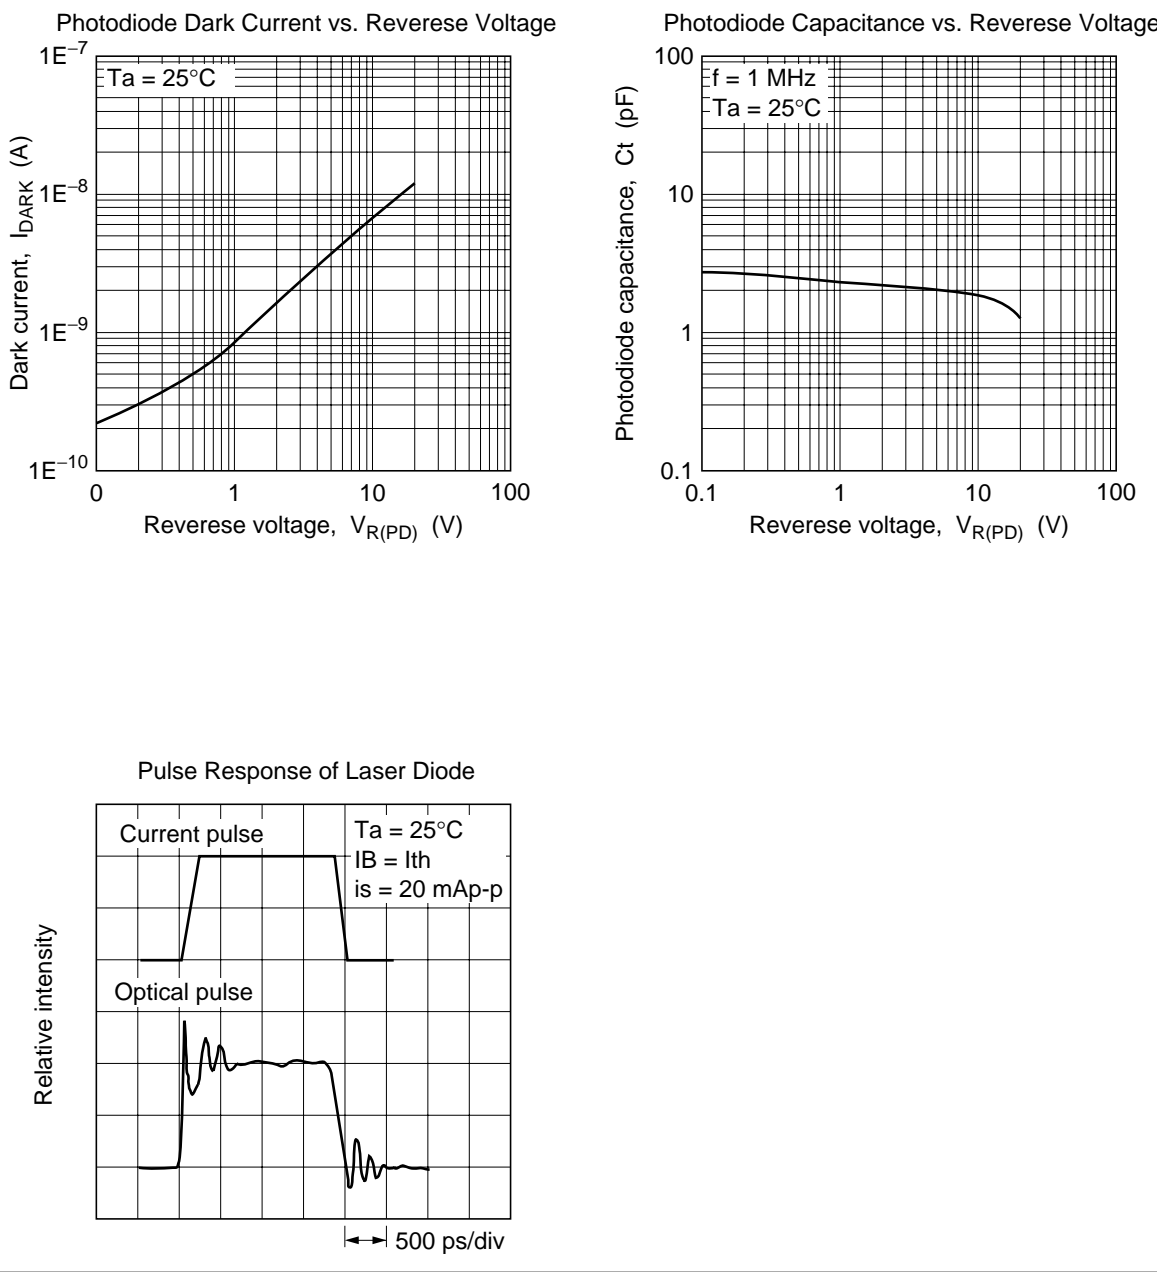 Photodiode Dark Current vs. Reverese Voltage
1E–7
Ta = 25°C
1E–8
1E–9
1E–10
Dark current, IDARK (A)
0
1
10
100
Reverese voltage, VR(PD) (V)
Photodiode Capacitance vs. Reverese Voltage
100
f = 1 MHz
Ta = 25°C
10
1
0.1
Photodiode capacitance, Ct (pF)
0.1
1
10
100
Reverese voltage, VR(PD) (V)
Pulse Response of Laser Diode
Current pulse
Ta = 25°C
IB = Ith
is = 20 mAp-p
Optical pulse
Relative intensity
500 ps/div